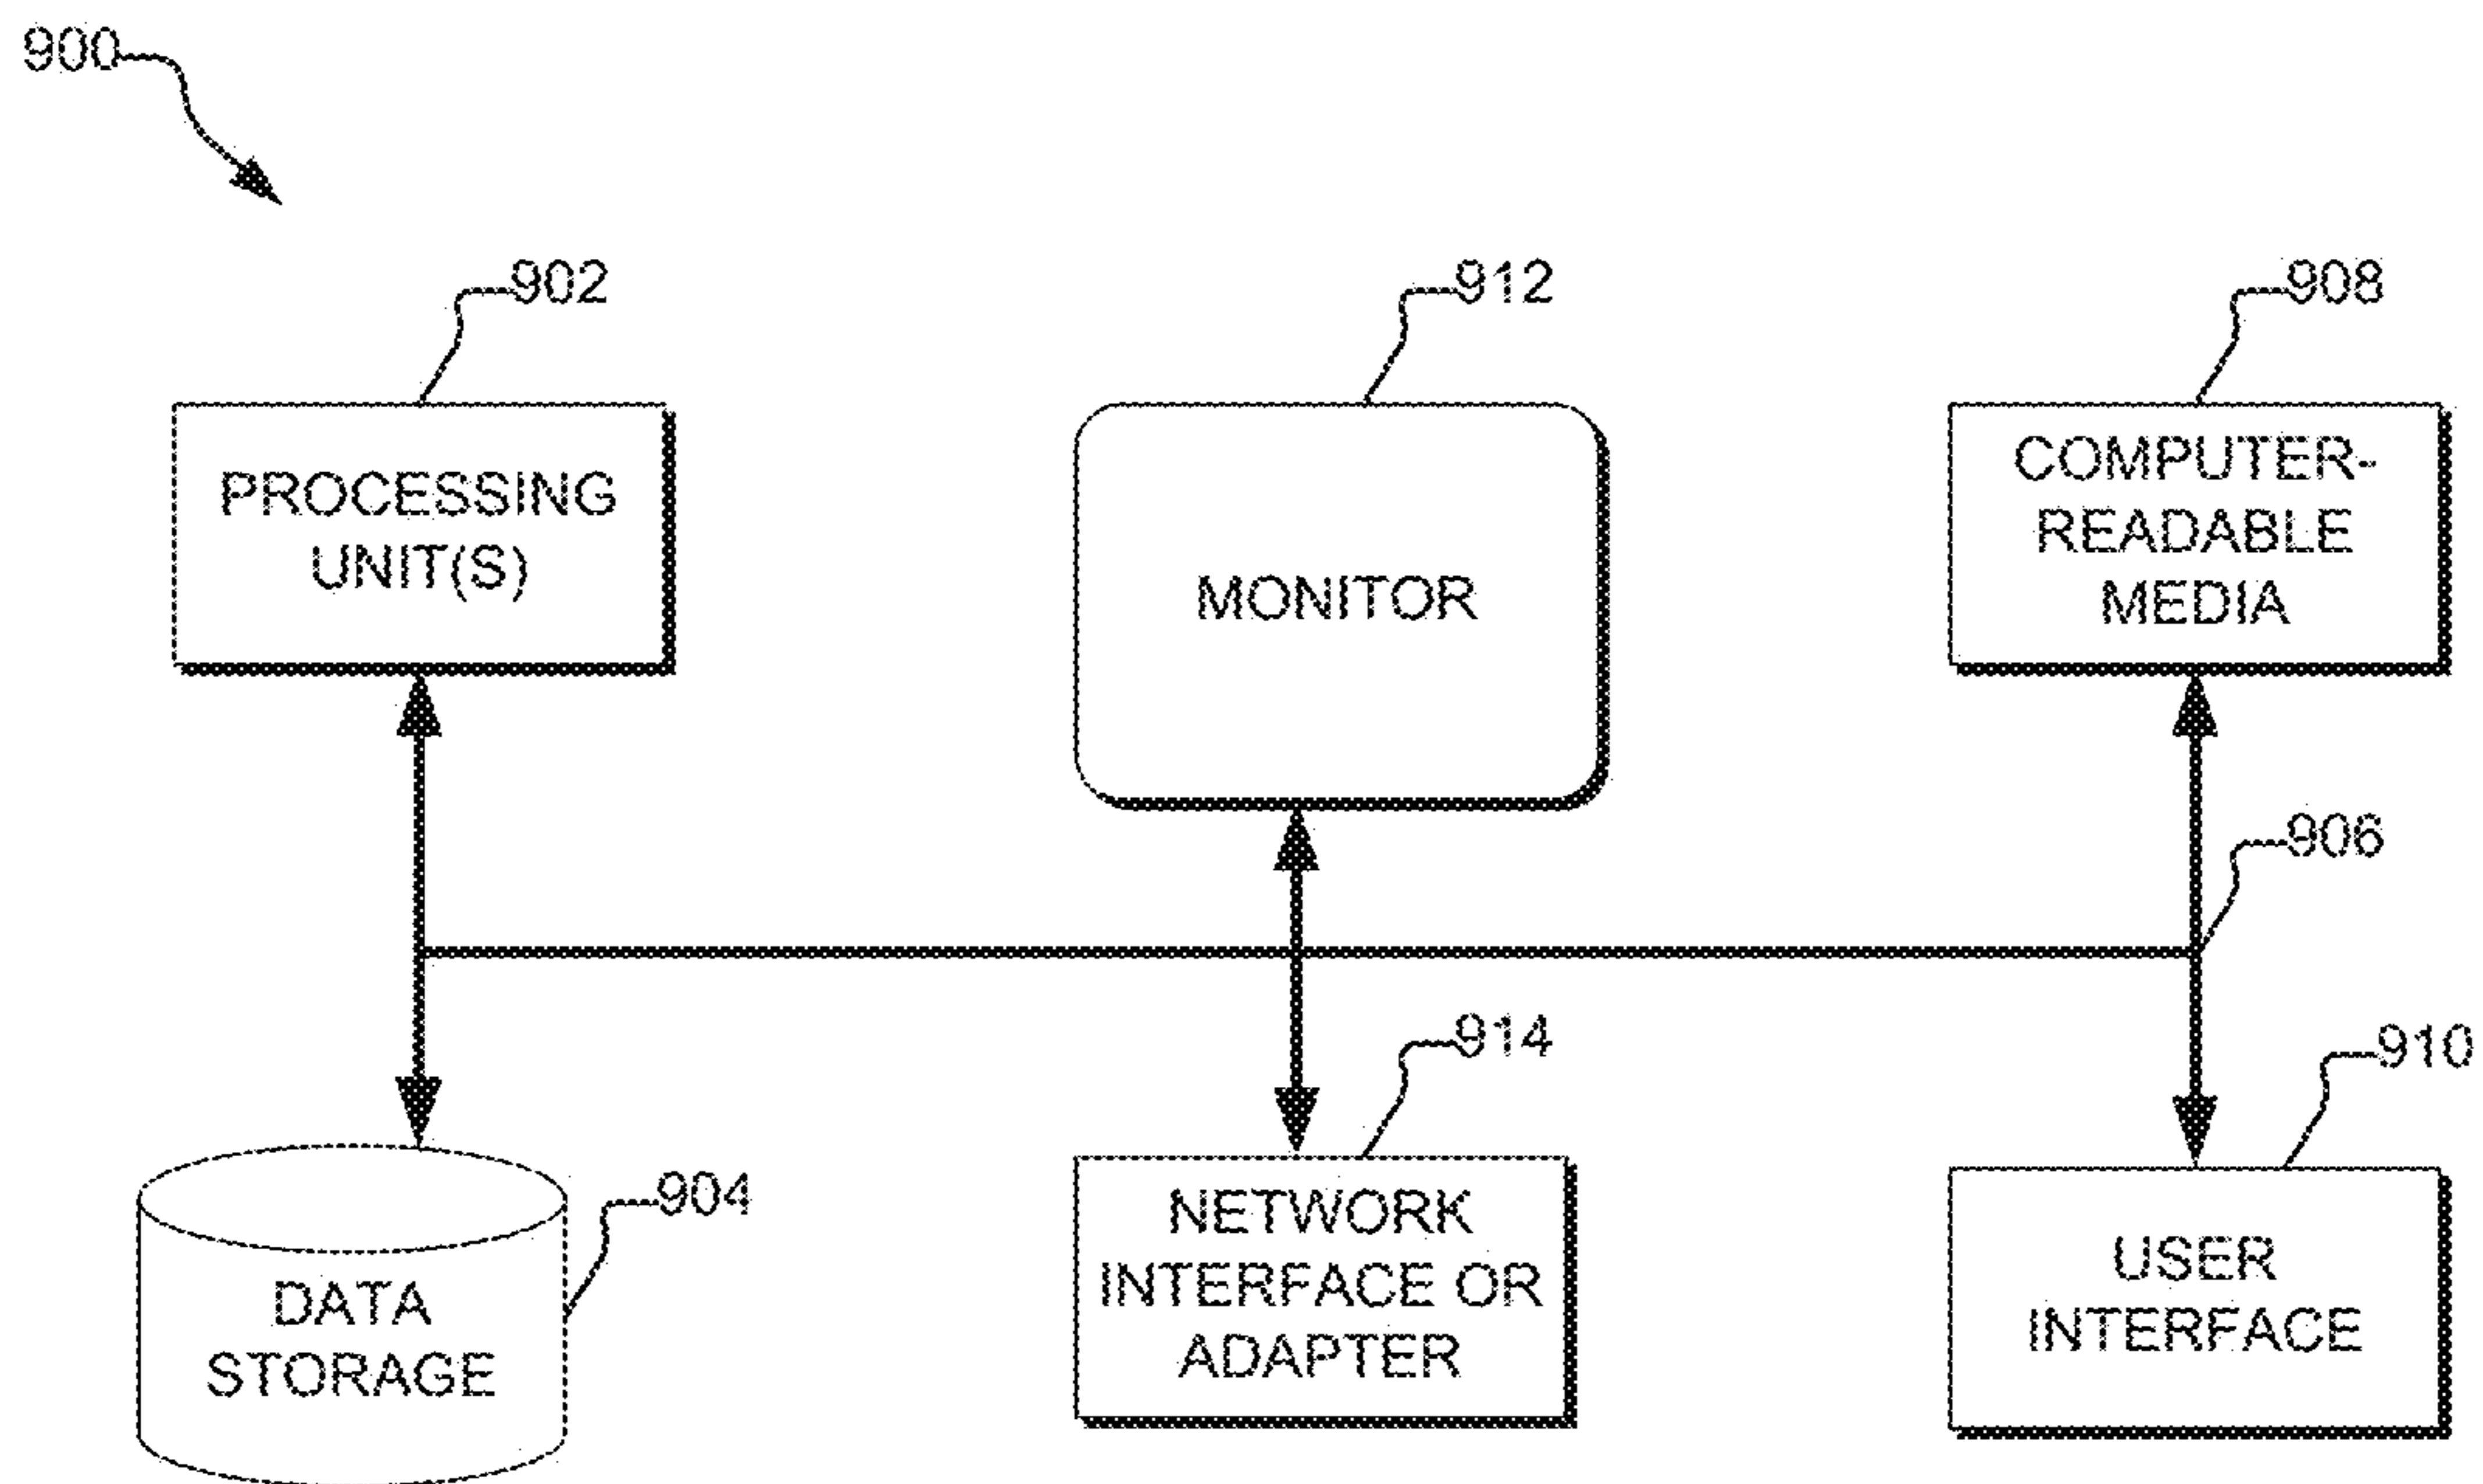 900
902
912
908
PROCESSING
UNIT(S)
MONITOR
COMPUTER-
READABLE
MEDIA
906
914
910
904
DATA
STORAGE
NETWORK
INTERFACE OR
ADAPTER
USER
INTERFACE